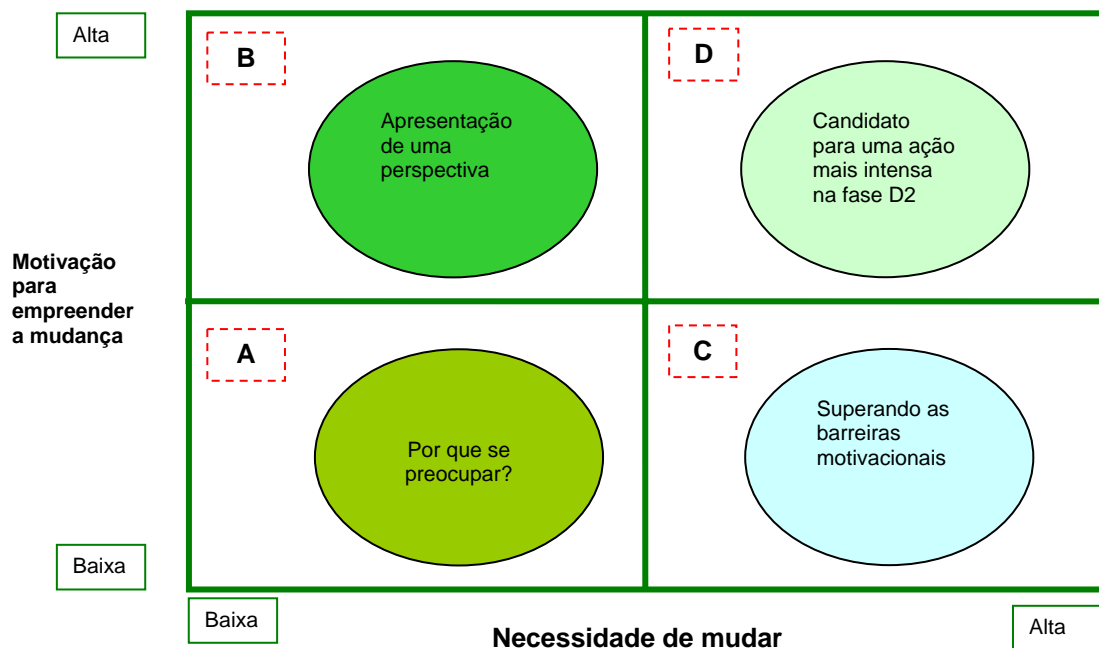 Alta
B
D
Apresentação
de uma
perspectiva
Candidato
para uma ação
mais intensa
na fase D2
Motivação
para
empreender
a mudança
A
C
Por que se
preocupar?
Superando as
barreiras
motivacionais
Baixa
Baixa
Necessidade de mudar
Alta